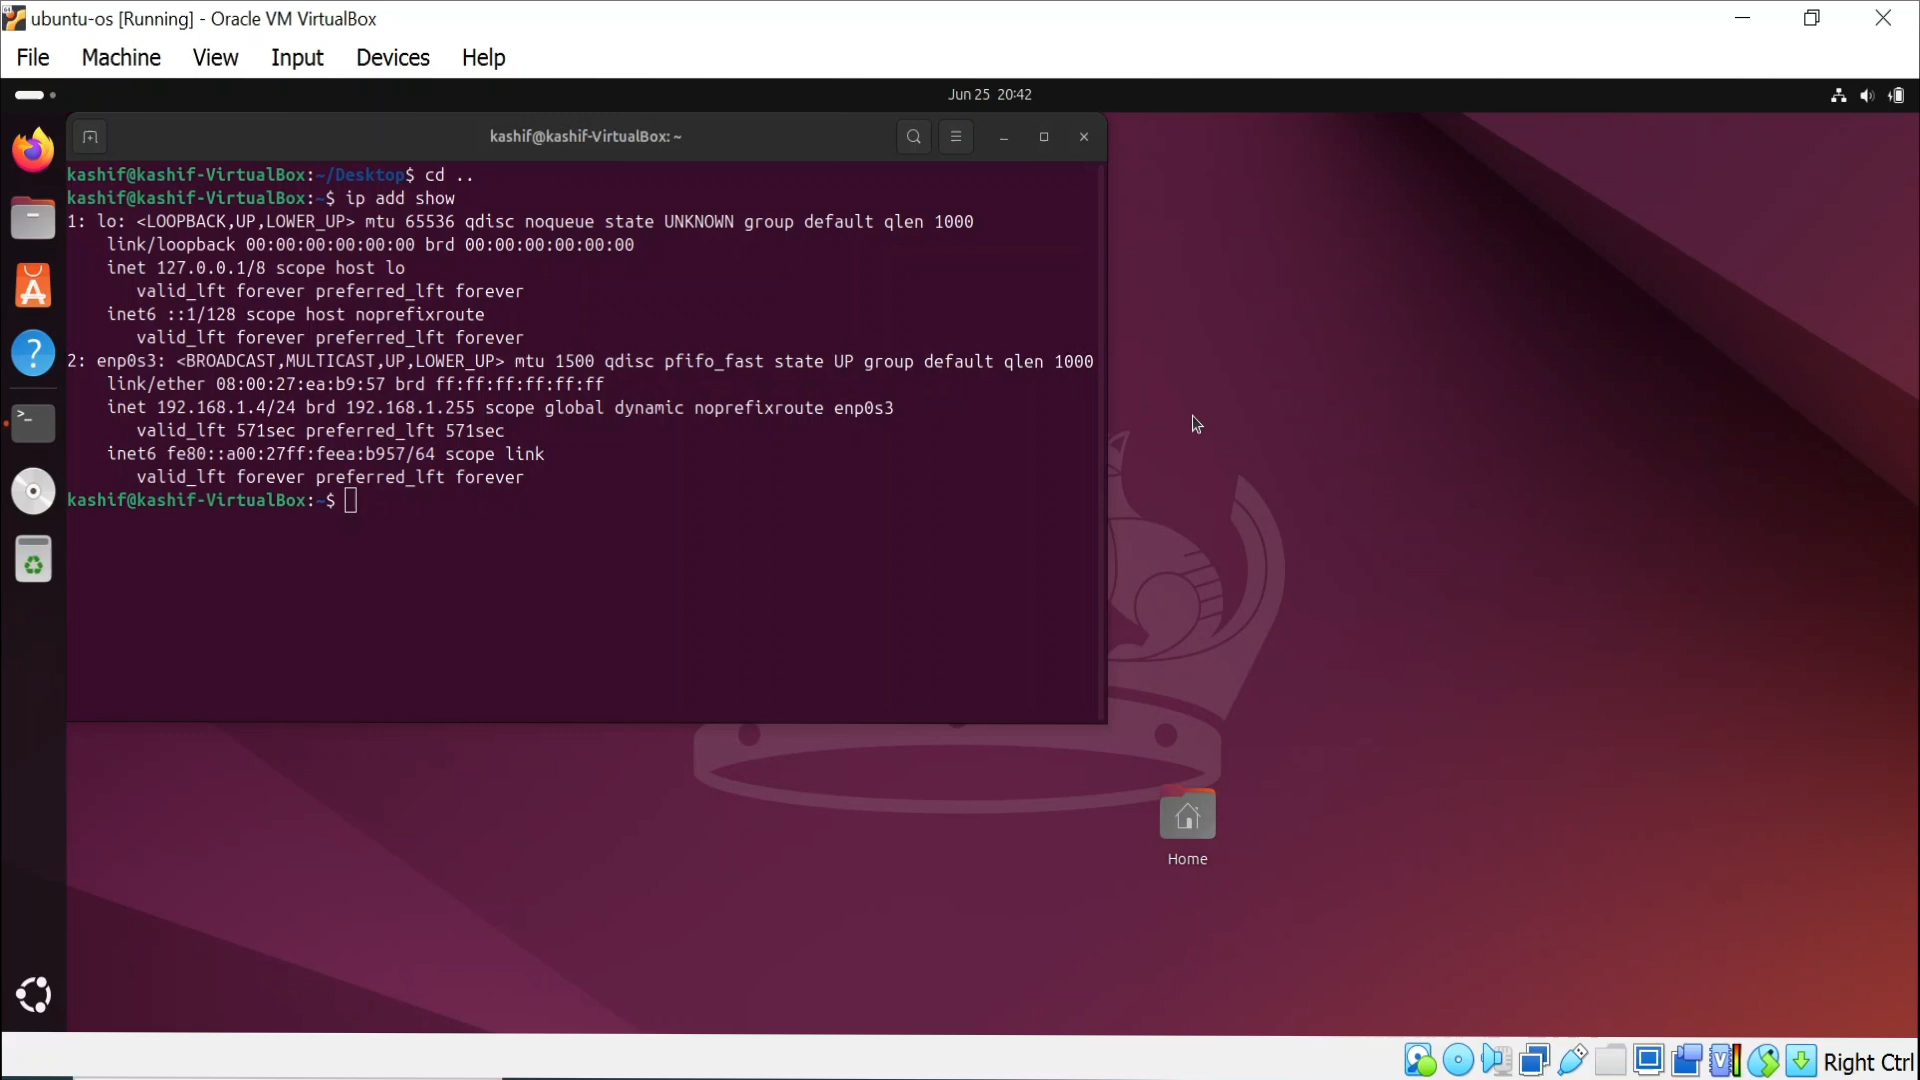 ubuntu-os [Running] - Oracle VM VirtualBox
File Machine View Input Devices Help
Jun 25 20:42
kashif@kashif-VirtualBox: ~
kashif@kashif-VirtualBox:~/Desktop$ cd ..
kashif@kashif-VirtualBox:~$ ip add show
1: lo: <LOOPBACK,UP,LOWER_UP> mtu 65536 qdisc noqueue state UNKNOWN group default qlen 1000
link/loopback 00:00:00:00:00:00 brd 00:00:00:00:00:00
inet 127.0.0.1/8 scope host lo
valid_lft forever preferred_lft forever
inet6 ::1/128 scope host noprefixroute
valid_lft forever preferred_lft forever
2: enp0s3: <BROADCAST,MULTICAST,UP,LOWER_UP> mtu 1500 qdisc pfifo_fast state UP group default qlen 1000
link/ether 08:00:27:ea:b9:57 brd ff:ff:ff:ff:ff:ff
inet 192.168.1.4/24 brd 192.168.1.255 scope global dynamic noprefixroute enp0s3
valid_lft 571sec preferred_lft 571sec
inet6 fe80::a00:27ff:feea:b957/64 scope link
valid_lft forever preferred_lft forever
kashif@kashif-VirtualBox:~$
Home
Right Ctrl